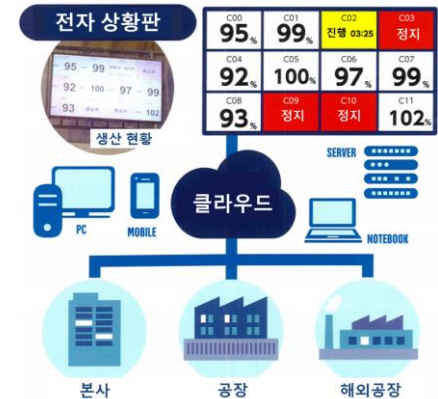 전자 상황판
C00 C01 C02 C03
95% 99% 진행 03:25 정지
C04 C05 C06 C07
92% 100% 97% 99%
C08 C09 C10 C11
93% 정지 정지 102%
95 99
92 100 97 99
93 102
생산 현황
SERVER
클라우드
PC MOBILE NOTEBOOK
본사 공장 해외공장